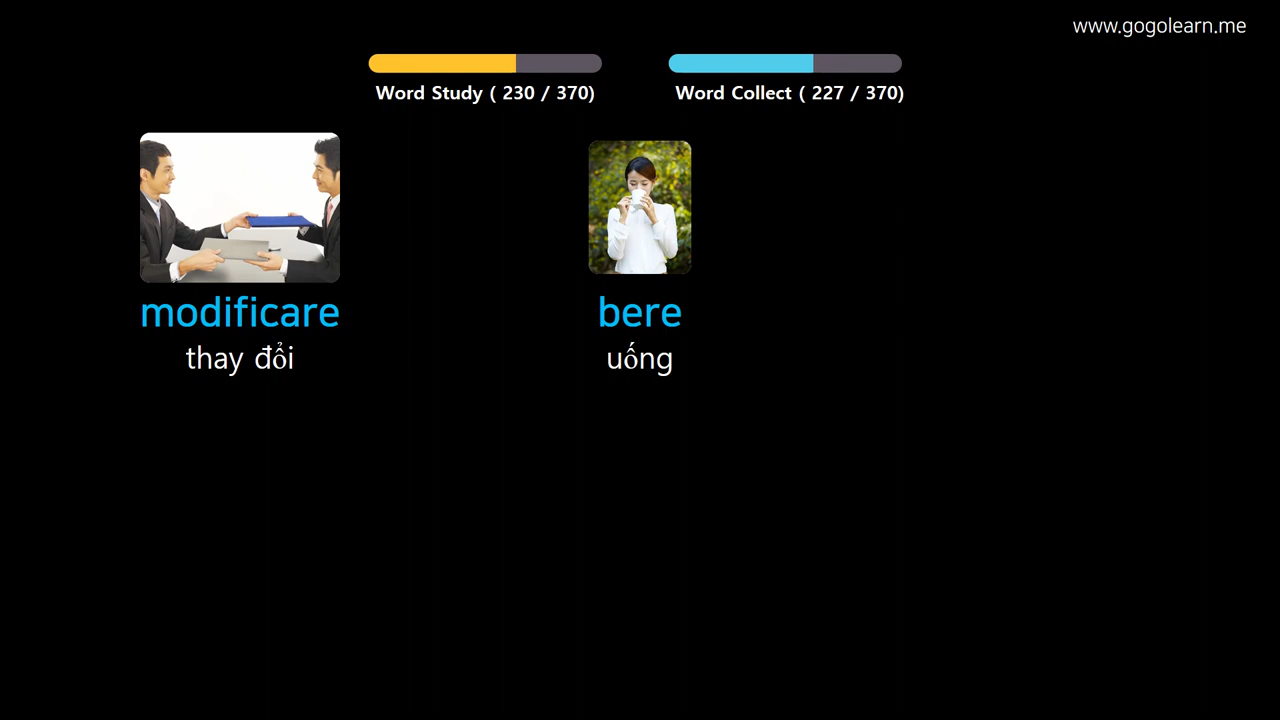 www.gogolearn.me
Word Study ( 230 / 370)
Word Collect ( 227 / 370)
modificare
thay đổi
bere
uống